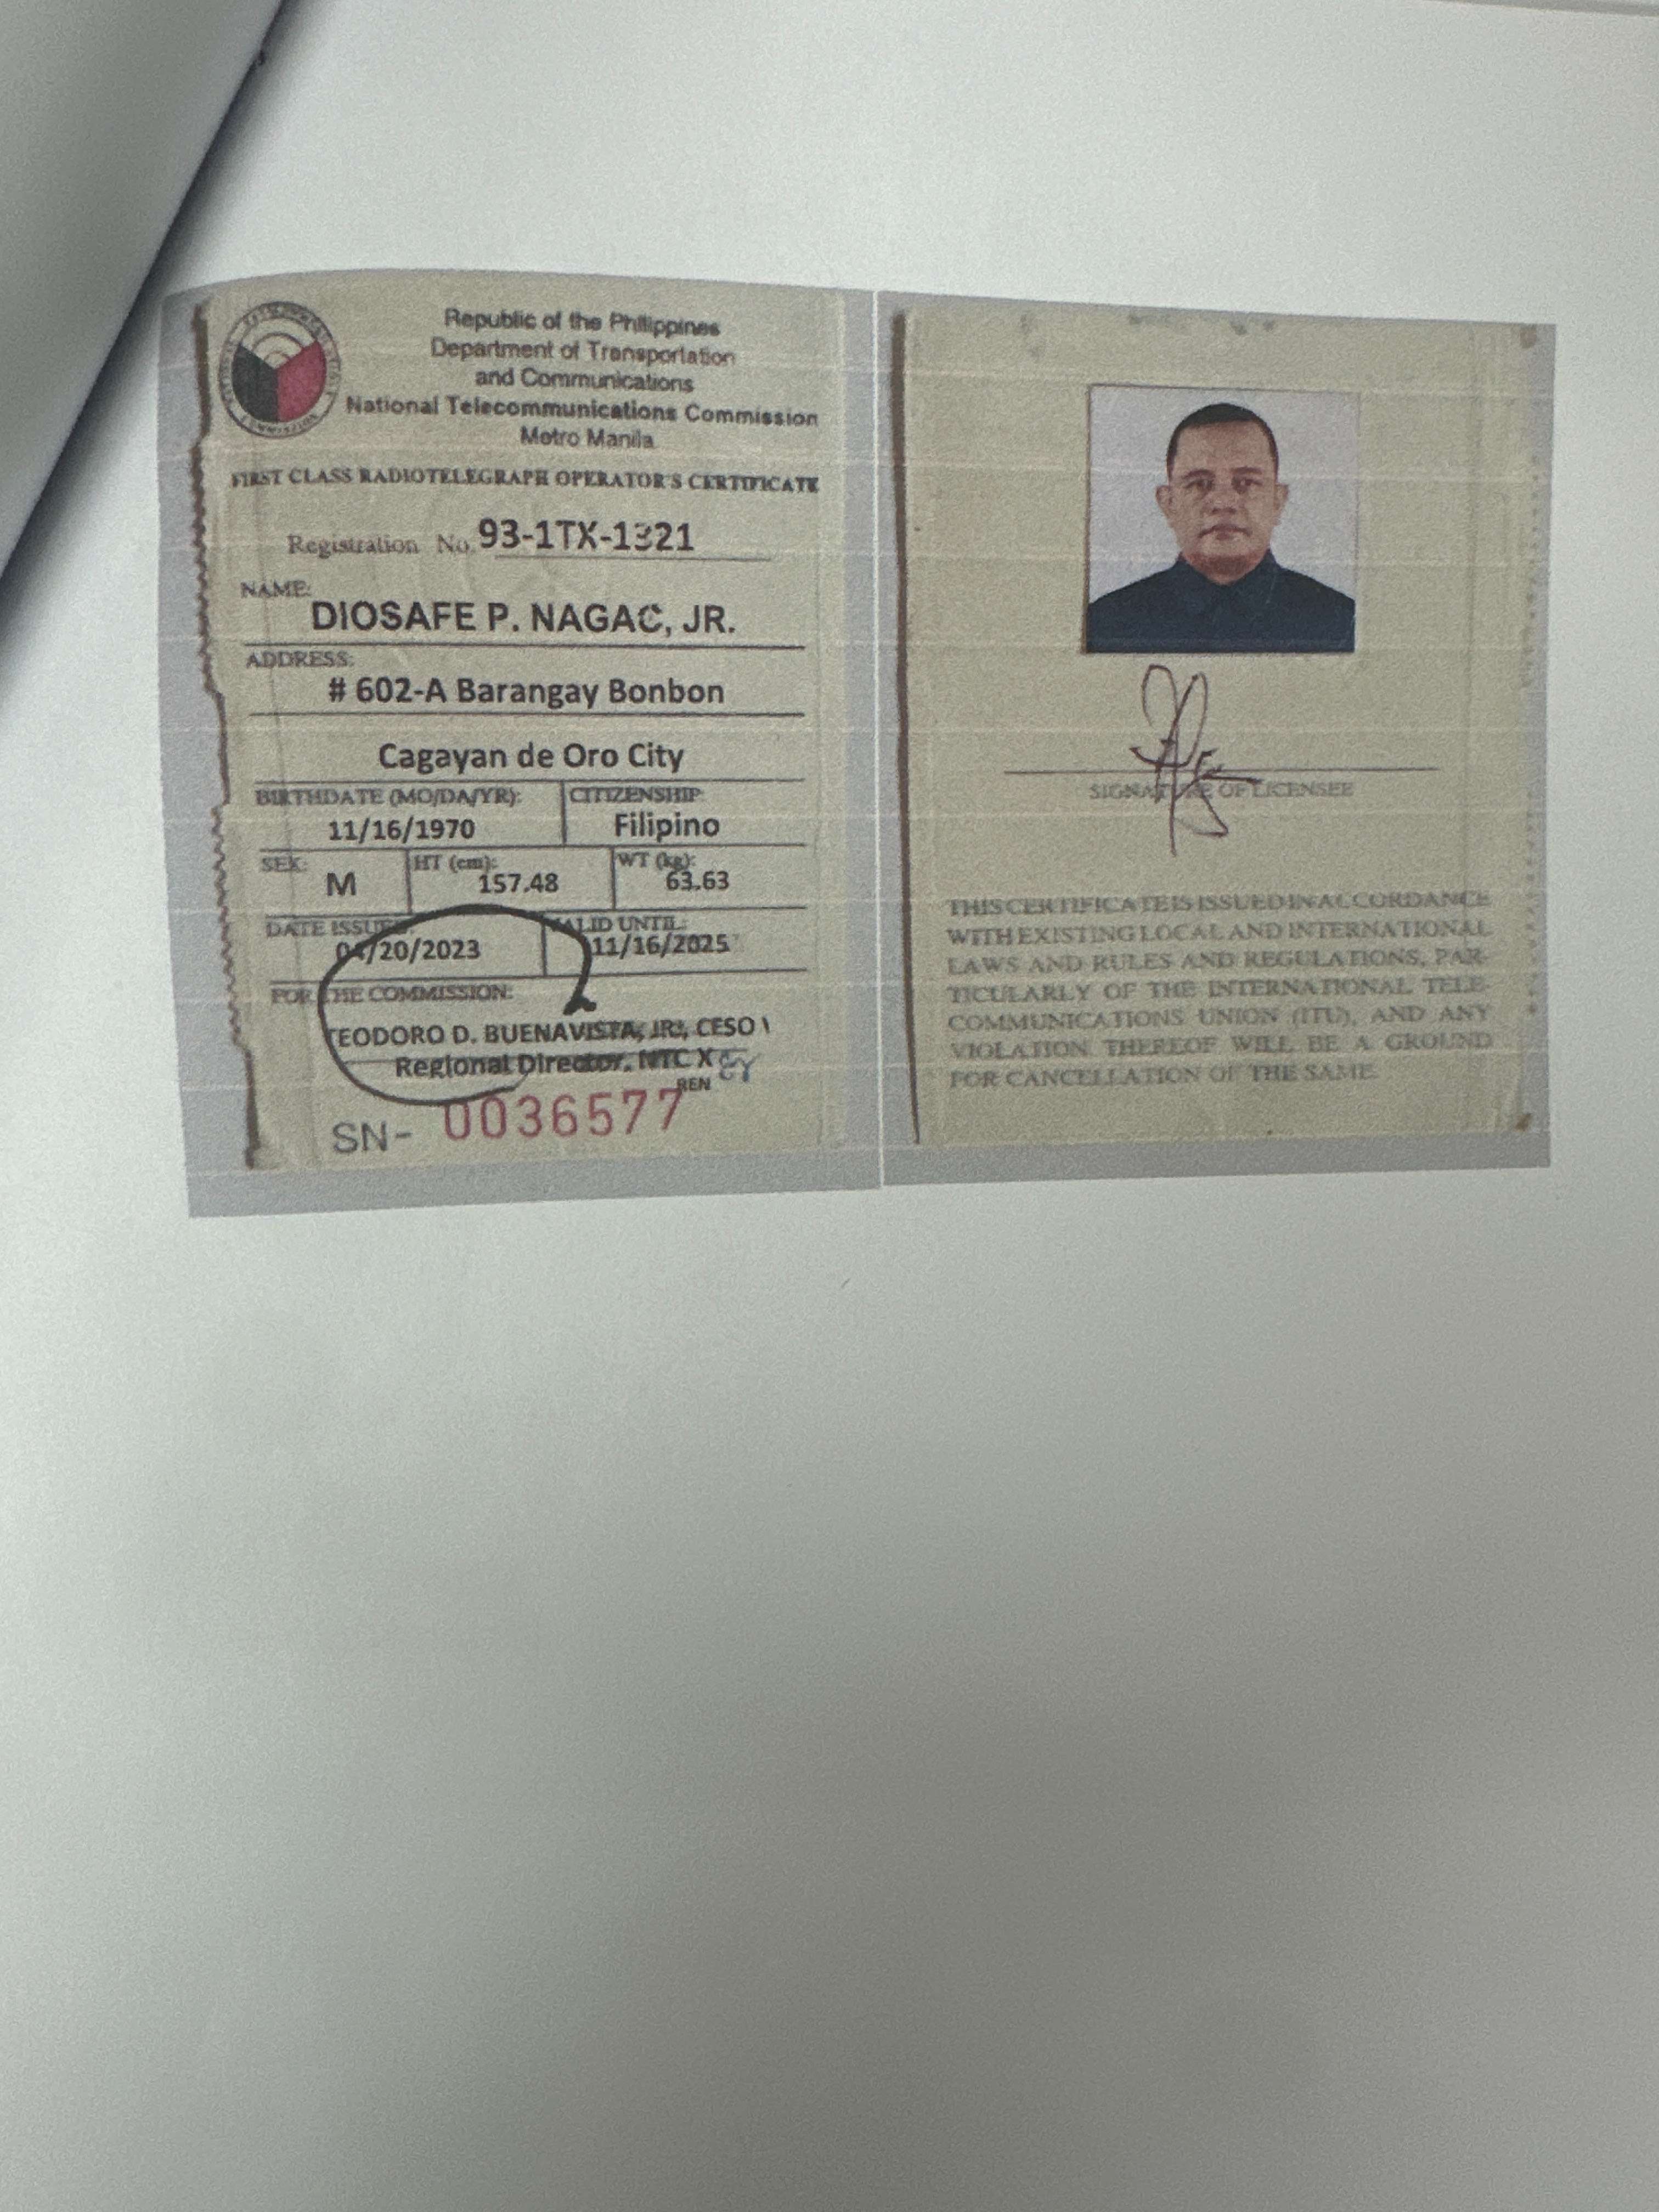 Republic of the Philippines
Department of Transportation
and Communications
National Telecommunications Commission
Metro Manila
FIRST CLASS RADIOTELEGRAPH OPERATOR'S CERTIFICATE
Registration No. 93-1TX-1321
NAME:
DIOSAFE P. NAGAC, JR.
ADDRESS:
# 602-A Barangay Bonbon
Cagayan de Oro City
BIRTHDATE (MO/DA/YR): CITIZENSHIP:
11/16/1970 Filipino
SEX: HT (cm): WT (kg):
M 157.48 63.63
DATE ISSUED: VALID UNTIL:
04/20/2023 11/16/2025
FOR THE COMMISSION:
TEODORO D. BUENAVISTA, JR., CESO V
Regional Director, NTC X
REN
SN- 0036577
SIGNATURE OF LICENSEE
THIS CERTIFICATE IS ISSUED IN ACCORDANCE
WITH EXISTING LOCAL AND INTERNATIONAL
LAWS AND RULES AND REGULATIONS, PAR-
TICULARLY OF THE INTERNATIONAL TELE-
COMMUNICATIONS UNION (ITU), AND ANY
VIOLATION THEREOF WILL BE A GROUND
FOR CANCELLATION OF THE SAME.